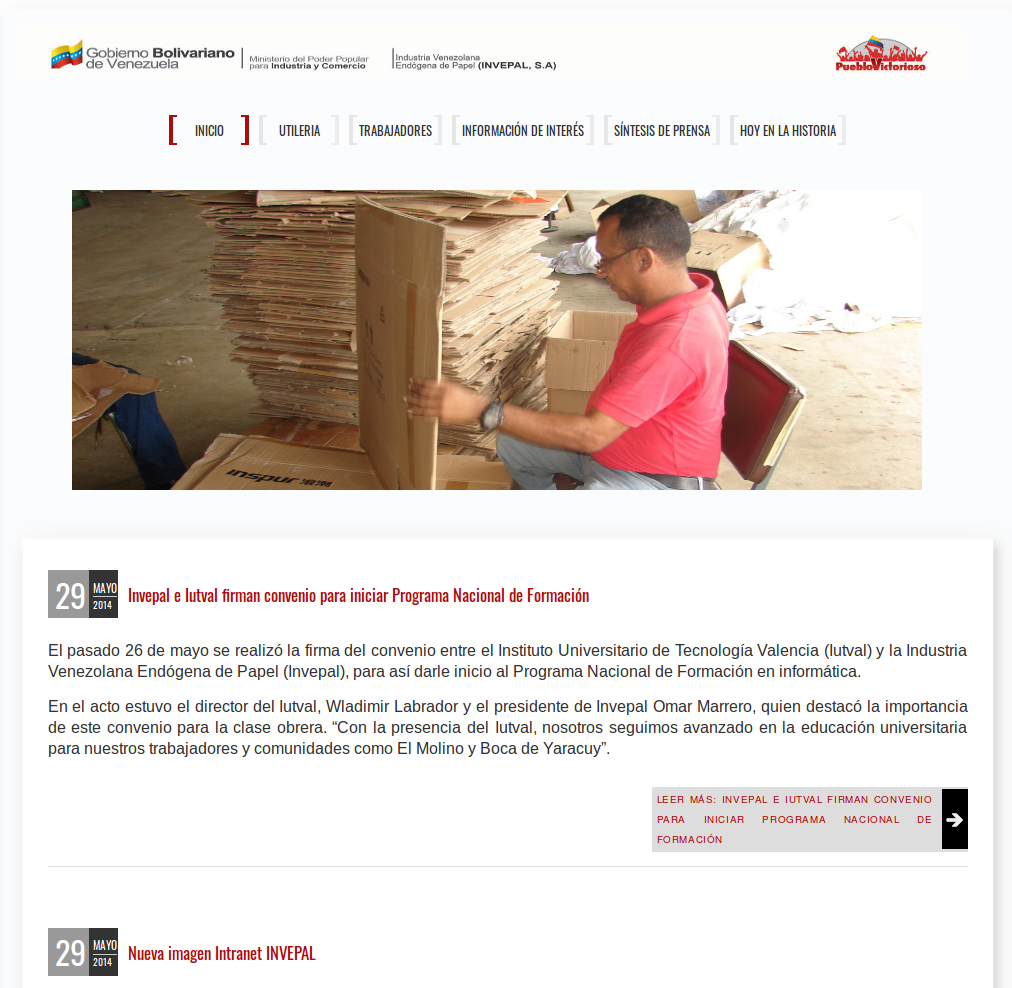 Gobierno Bolivariano
de Venezuela
Ministerio del Poder Popular
para Industria y Comercio
Industria Venezolana
Endógena de Papel (INVEPAL, S.A)
PuebloVictorioso
INICIO
UTILERIA
TRABAJADORES
INFORMACIÓN DE INTERÉS
SÍNTESIS DE PRENSA
HOY EN LA HISTORIA
inspur 浪潮
29 MAYO 2014
Invepal e Iutval firman convenio para iniciar Programa Nacional de Formación
El pasado 26 de mayo se realizó la firma del convenio entre el Instituto Universitario de Tecnología Valencia (Iutval) y la Industria
Venezolana Endógena de Papel (Invepal), para así darle inicio al Programa Nacional de Formación en informática.
En el acto estuvo el director del Iutval, Wladimir Labrador y el presidente de Invepal Omar Marrero, quien destacó la importancia
de este convenio para la clase obrera. “Con la presencia del Iutval, nosotros seguimos avanzado en la educación universitaria
para nuestros trabajadores y comunidades como El Molino y Boca de Yaracuy”.
LEER MÁS: INVEPAL E IUTVAL FIRMAN CONVENIO
PARA INICIAR PROGRAMA NACIONAL DE
FORMACIÓN
29 MAYO 2014
Nueva imagen Intranet INVEPAL